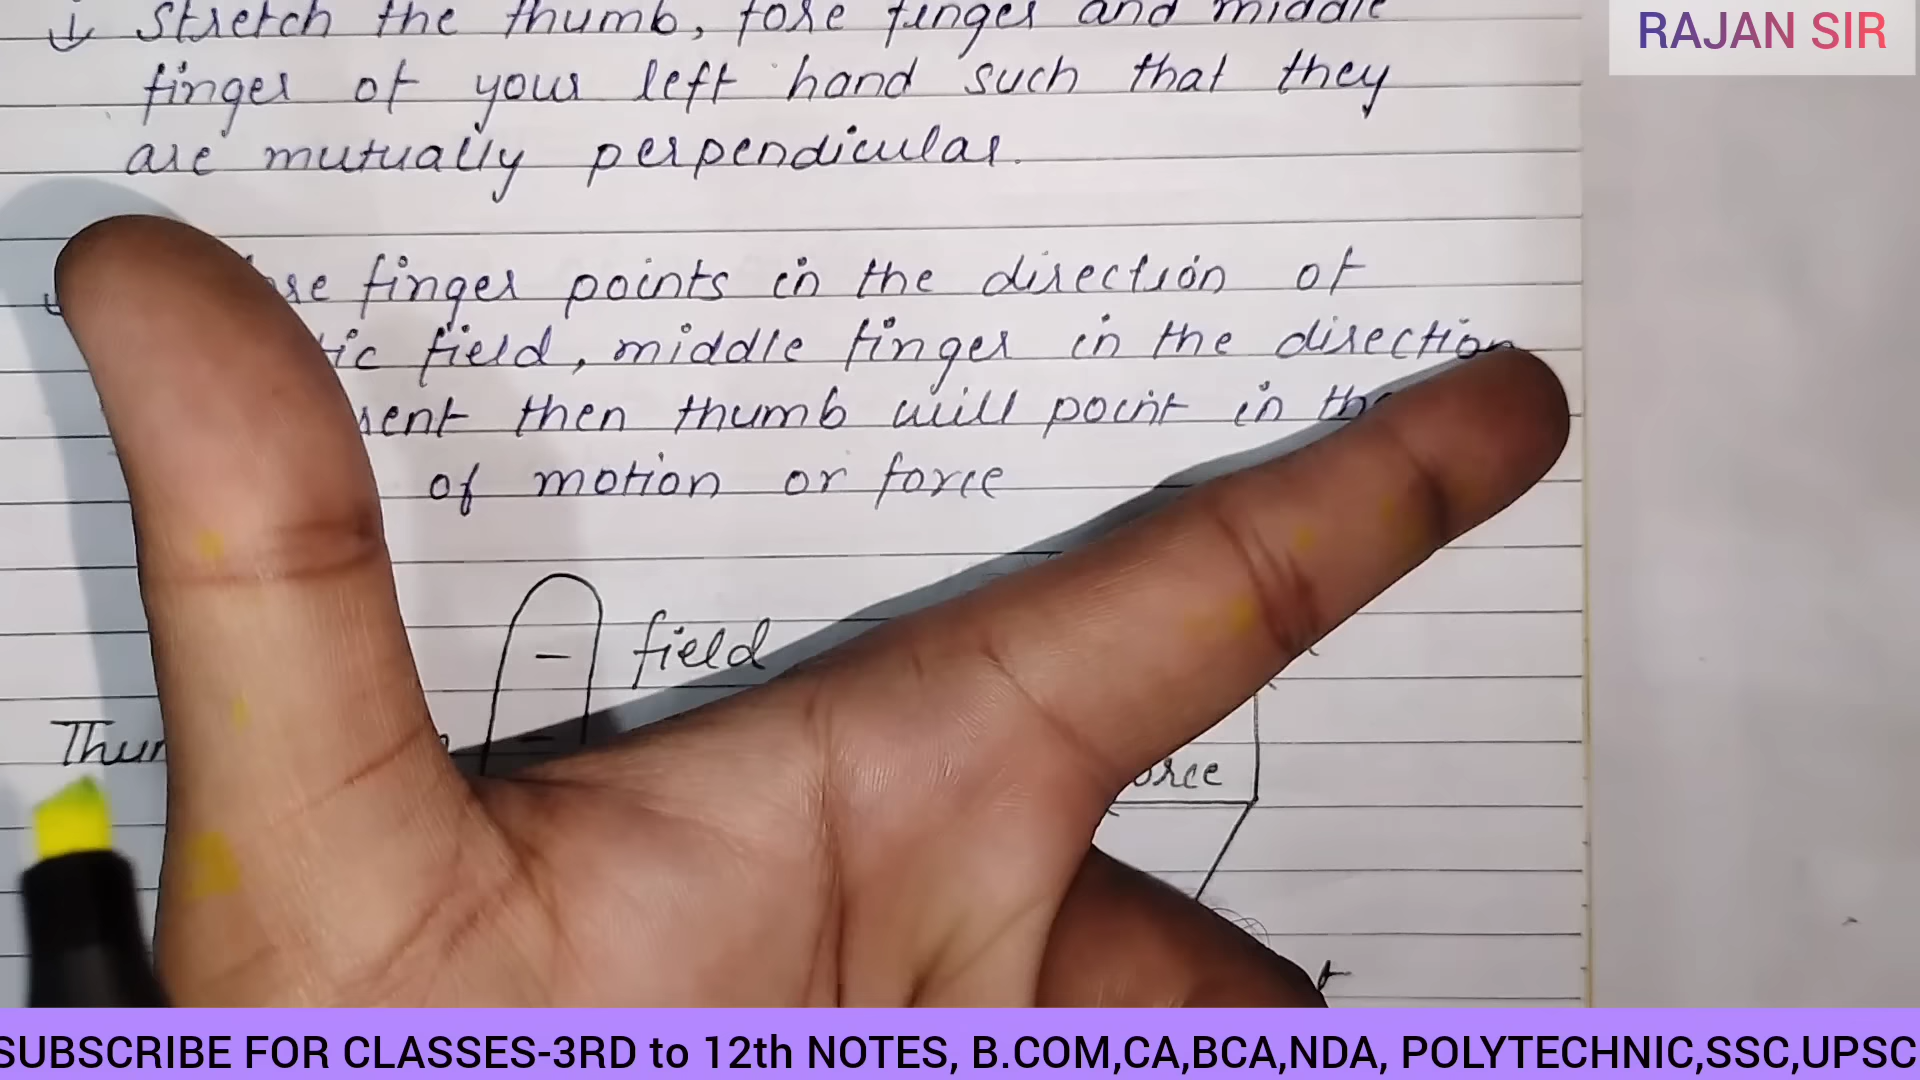 Stretch the thumb, fore finger and middle
RAJAN SIR
finger of your left hand such that they
are mutually perpendicular.
finger points in the direction of
field, middle finger in the direction
then thumb will point in the
of motion or force
field
SUBSCRIBE FOR CLASSES-3RD to 12th NOTES, B.COM,CA,BCA,NDA, POLYTECHNIC,SSC,UPSC